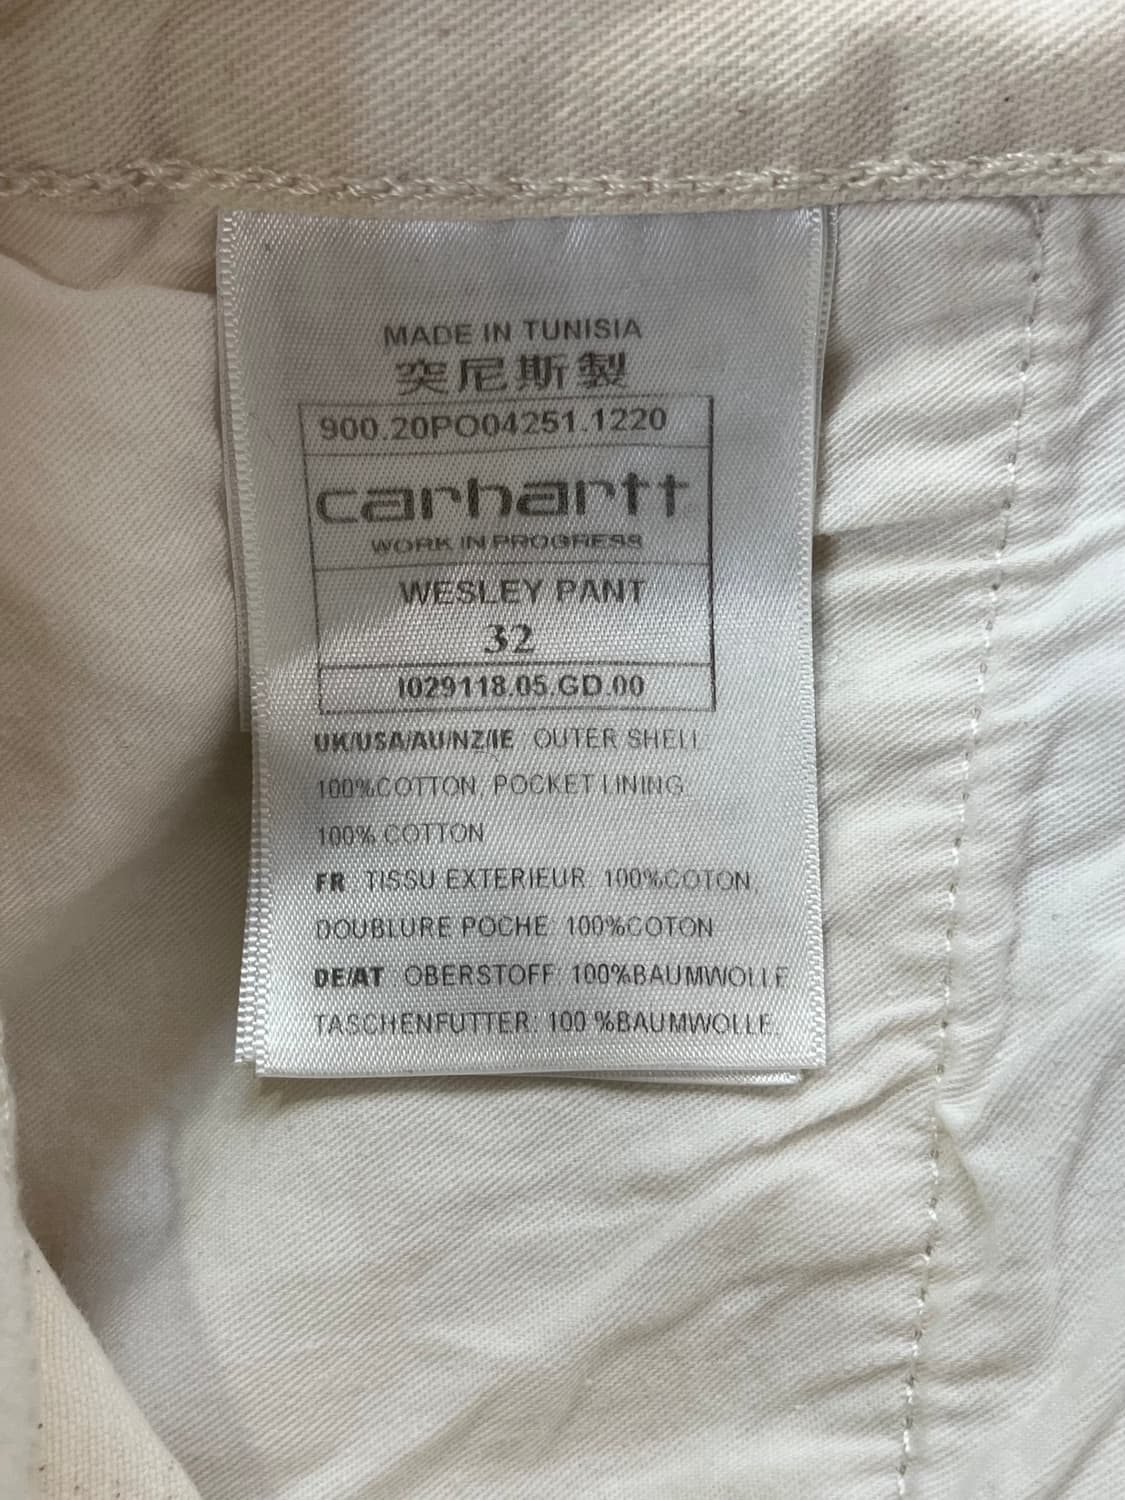 MADE IN TUNISIA
突尼斯製
900.20PO04251.1220
carhartt
WORK IN PROGRESS
WESLEY PANT
32
I029118.05.GD.00
UK/USA/AU/NZ/IE OUTER SHELL:
100%COTTON, POCKET LINING:
100% COTTON
FR TISSU EXTERIEUR: 100%COTON,
DOUBLURE POCHE: 100%COTON
DE/AT OBERSTOFF: 100%BAUMWOLLE
TASCHENFUTTER: 100 %BAUMWOLLE.